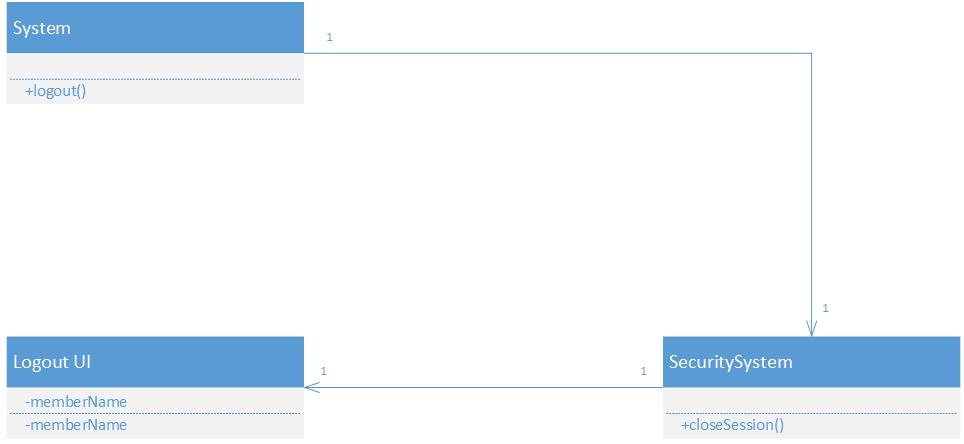 System
1
+logout()
1
Logout UI
1
1
SecuritySystem
-memberName
-memberName
+closeSession()